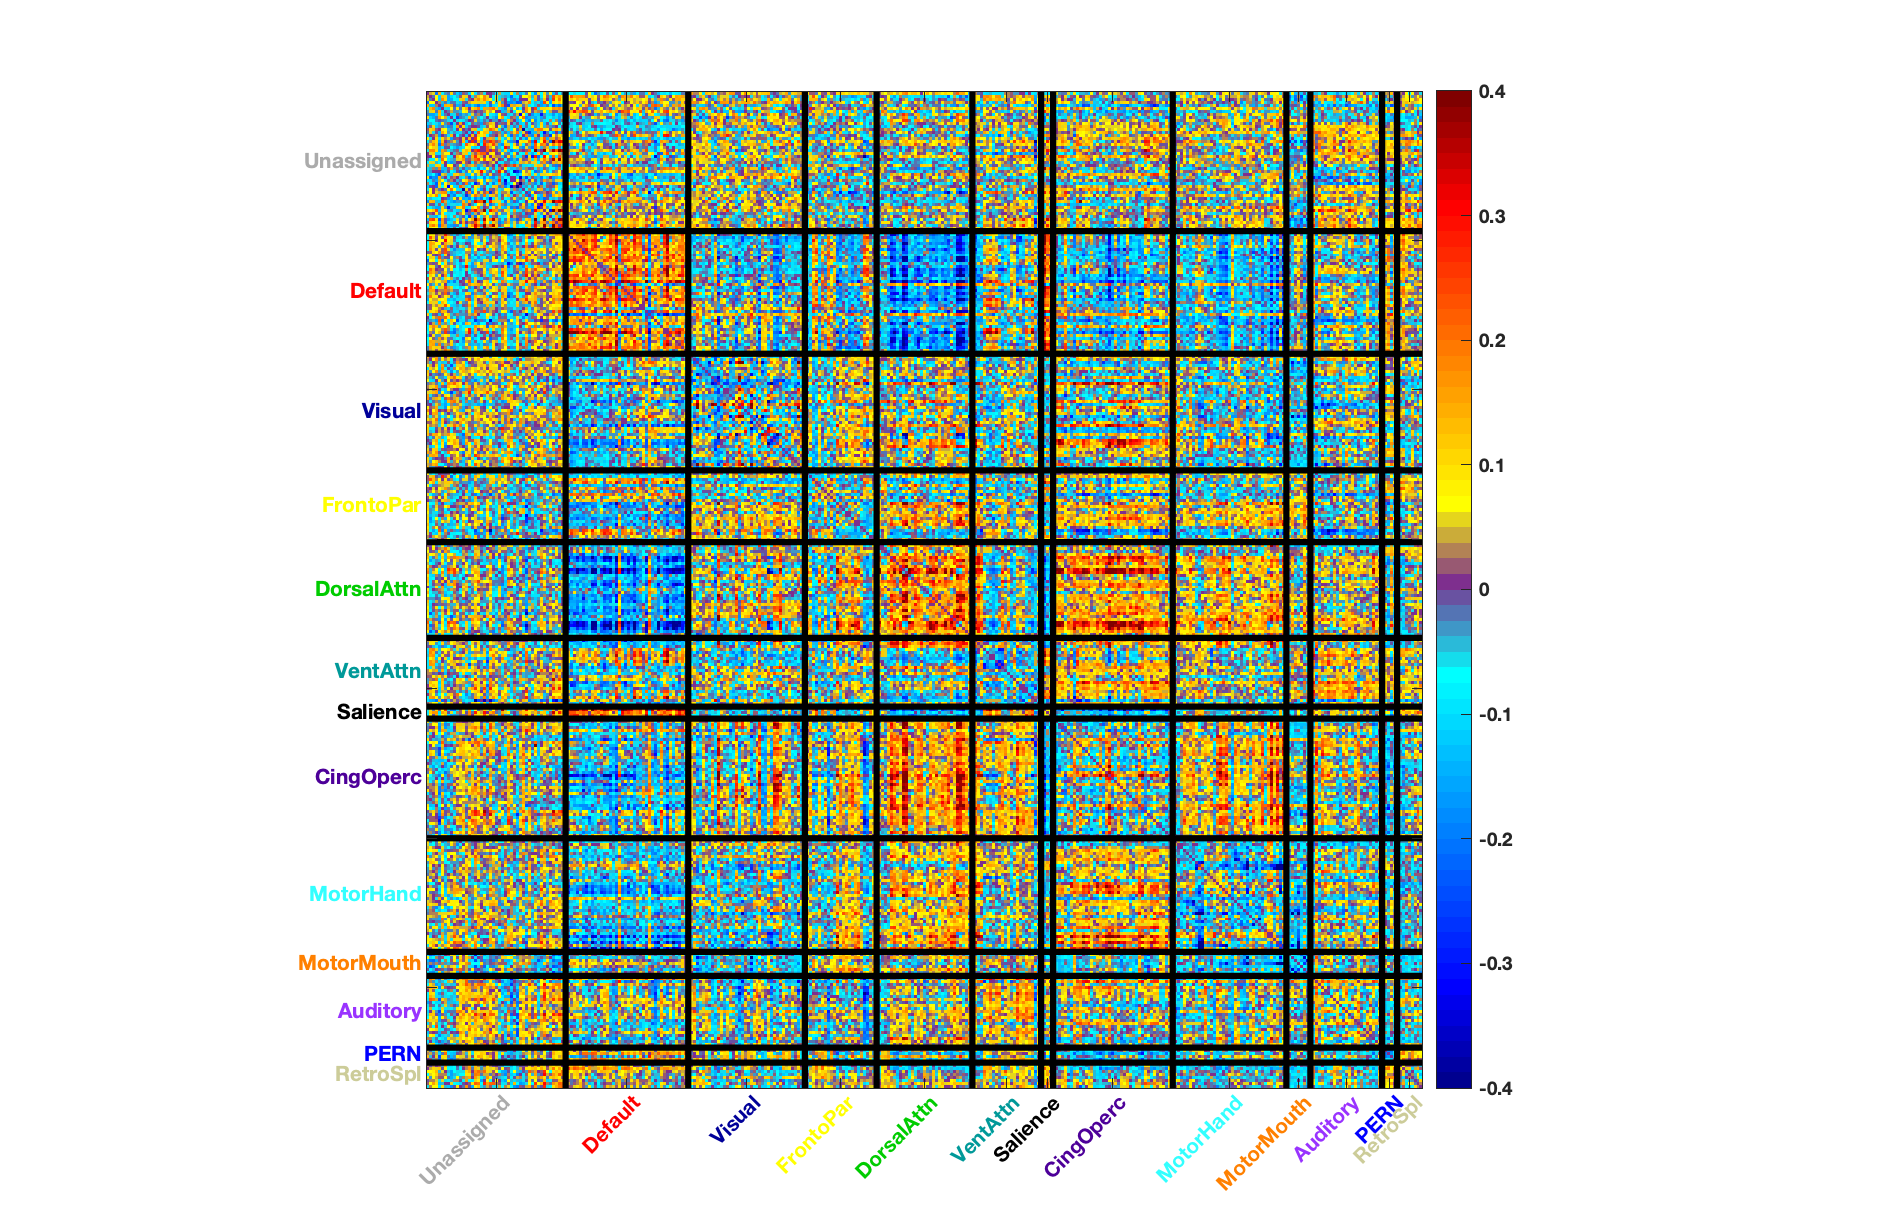 Unassigned
Default
Visual
FrontoPar
DorsalAttn
VentAttn
Salience
CingOperc
MotorHand
MotorMouth
Auditory
PERN
RetroSpl
Unassigned
Default
Visual
FrontoPar
DorsalAttn
VentAttn
Salience
CingOperc
MotorHand
MotorMouth
Auditory
PERN
RetroSpl
0.4
0.3
0.2
0.1
0
-0.1
-0.2
-0.3
-0.4